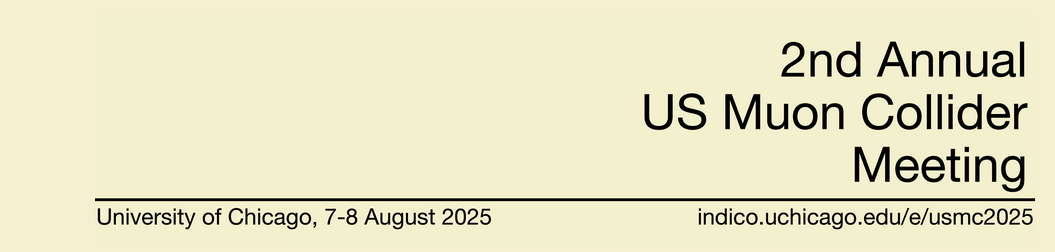 2nd Annual
US Muon Collider
Meeting
University of Chicago, 7-8 August 2025
indico.uchicago.edu/e/usmc2025